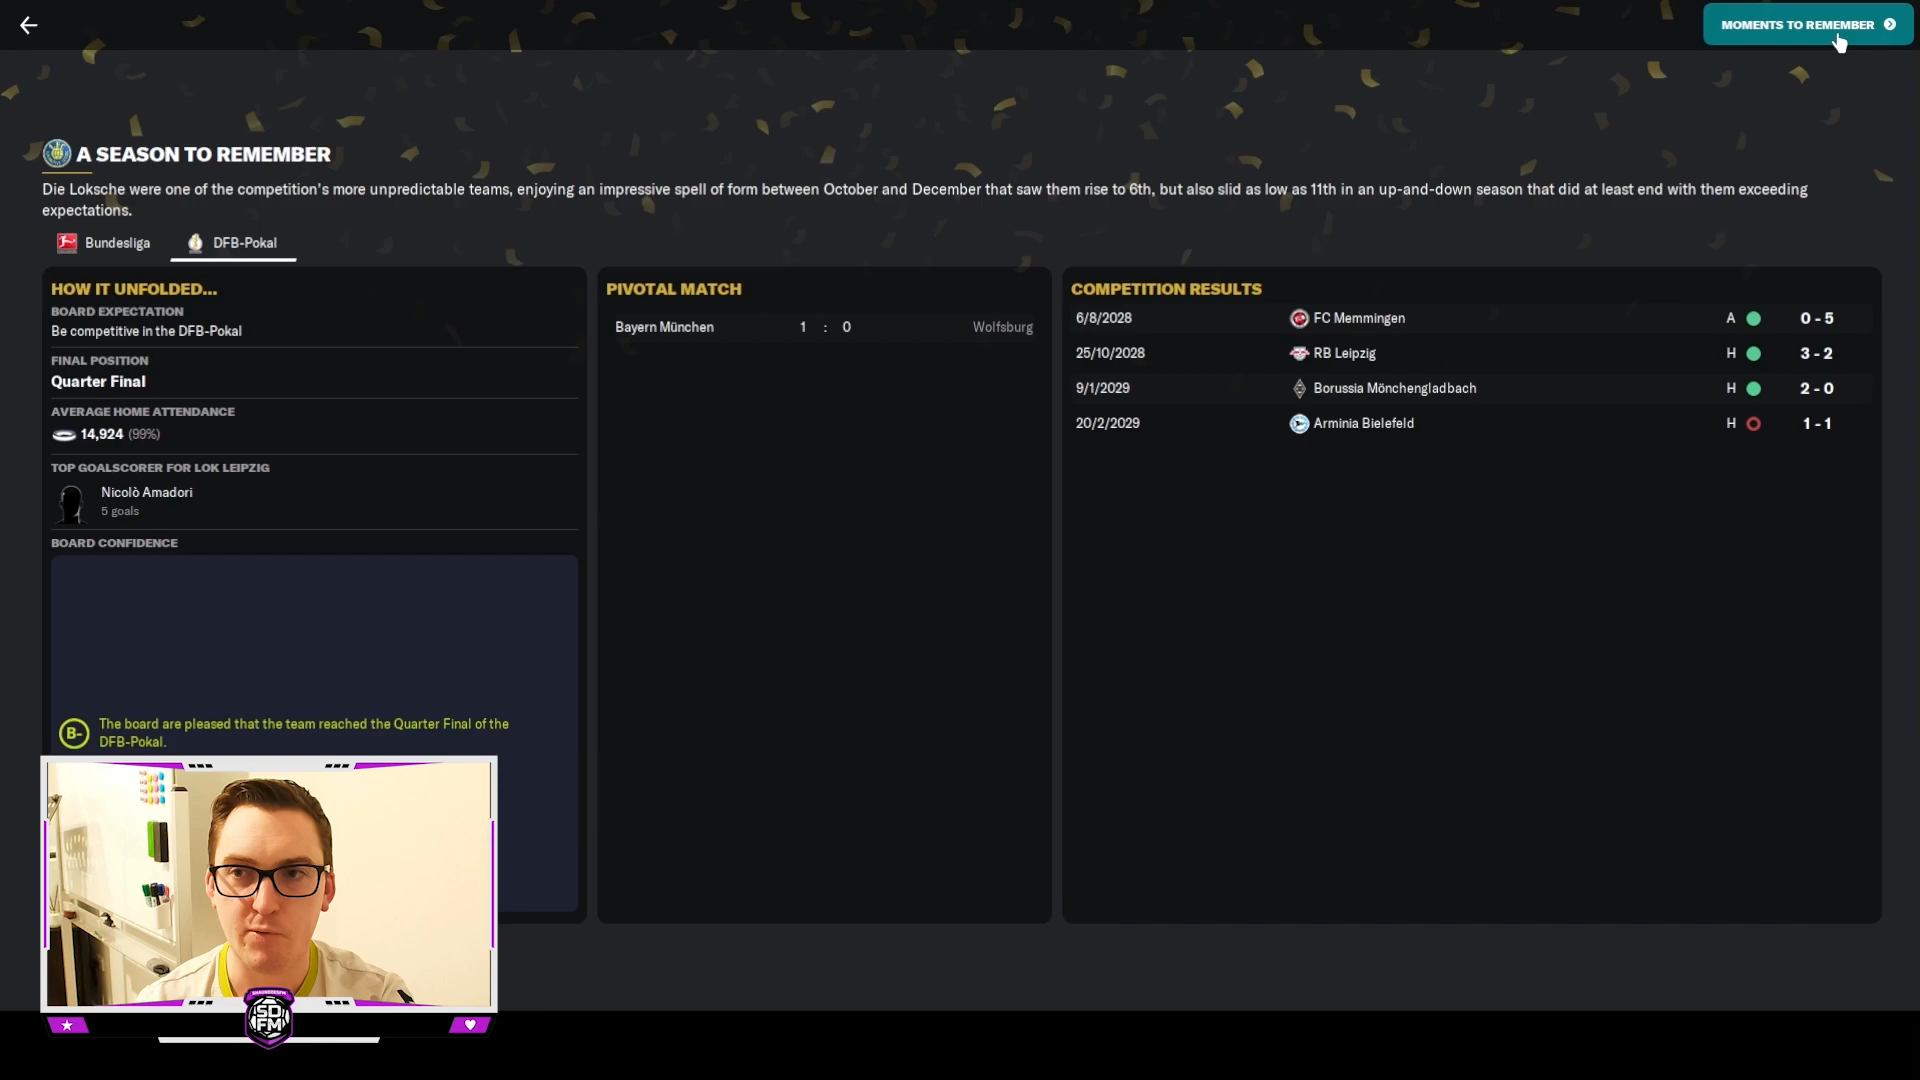 MOMENTS TO REMEMBER
A SEASON TO REMEMBER
Die Loksche were one of the competition's more unpredictable teams, enjoying an impressive spell of form between October and December that saw them rise to 6th, but also slid as low as 11th in an up-and-down season that did at least end with them exceeding
expectations.
Bundesliga DFB-Pokal
HOW IT UNFOLDED...
BOARD EXPECTATION
Be competitive in the DFB-Pokal
FINAL POSITION
Quarter Final
AVERAGE HOME ATTENDANCE
14,924 (99%)
TOP GOALSCORER FOR LOK LEIPZIG
Nicolò Amadori
5 goals
BOARD CONFIDENCE
B-
The board are pleased that the team reached the Quarter Final of the
DFB-Pokal.
PIVOTAL MATCH
Bayern München 1 : 0 Wolfsburg
COMPETITION RESULTS
6/8/2028 FC Memmingen A 0 - 5
25/10/2028 RB Leipzig H 3 - 2
9/1/2029 Borussia Mönchengladbach H 2 - 0
20/2/2029 Arminia Bielefeld H 1 - 1
SD
FM